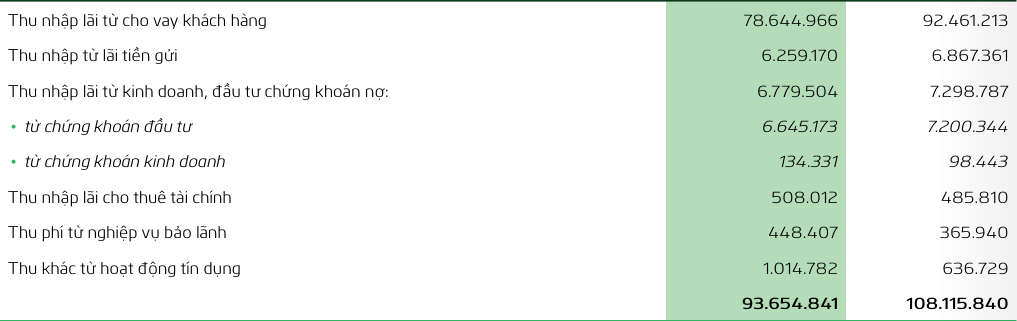 Thu nhập lãi từ cho vay khách hàng 78.644.966 92.461.213
Thu nhập từ lãi tiền gửi 6.259.170 6.867.361
Thu nhập lãi từ kinh doanh, đầu tư chứng khoán nợ: 6.779.504 7.298.787
• từ chứng khoán đầu tư 6.645.173 7.200.344
• từ chứng khoán kinh doanh 134.331 98.443
Thu nhập lãi cho thuê tài chính 508.012 485.810
Thu phí từ nghiệp vụ bảo lãnh 448.407 365.940
Thu khác từ hoạt động tín dụng 1.014.782 636.729
93.654.841 108.115.840